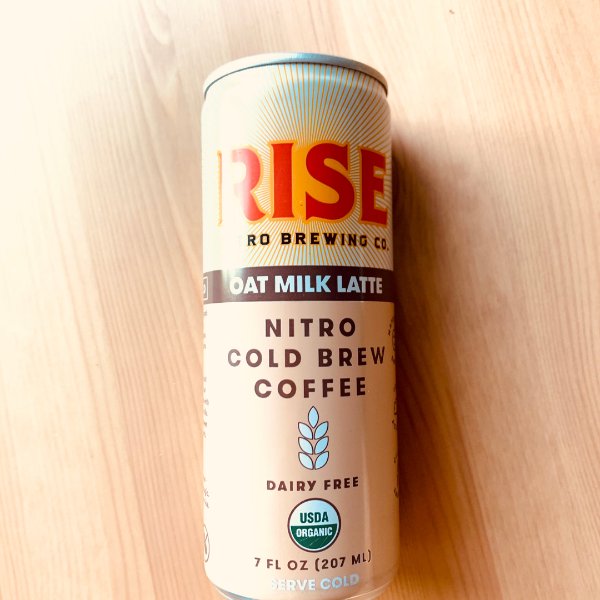 RISE
RO BREWING CO.
OAT MILK LATTE
NITRO
COLD BREW
COFFEE
DAIRY FREE
USDA
ORGANIC
7 FL OZ (207 ML)
SERVE COLD